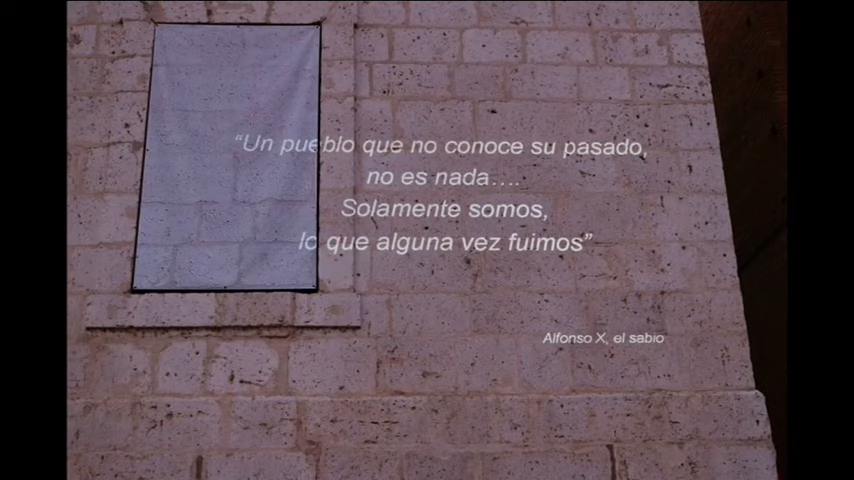 “Un pueblo que no conoce su pasado,
no es nada….
Solamente somos,
lo que alguna vez fuimos”
Alfonso X, el sabio